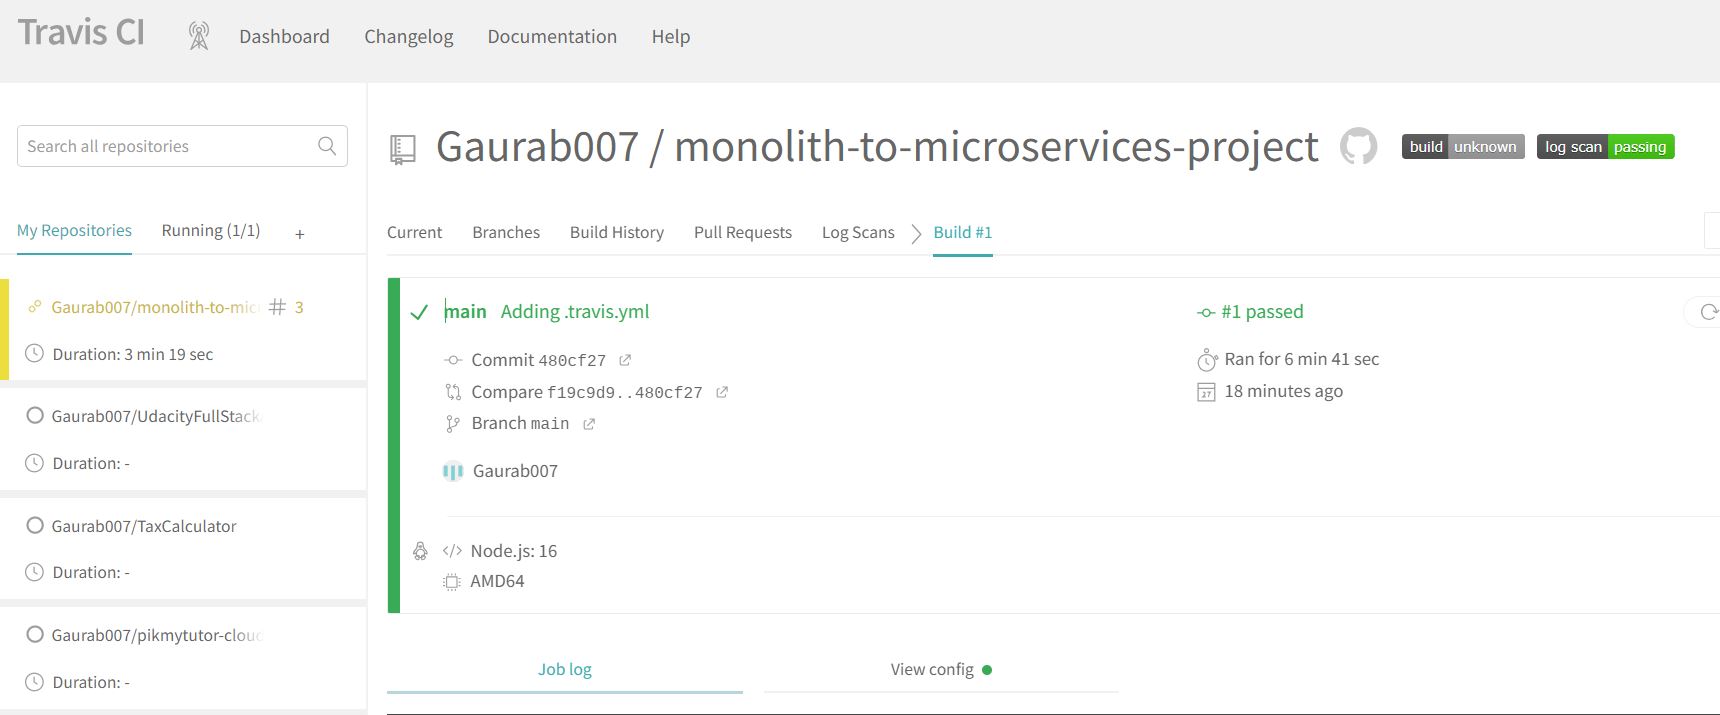 Travis CI
Dashboard
Changelog
Documentation
Help
Search all repositories
My Repositories
Running (1/1)
+
Gaurab007/monolith-to-mic
# 3
Duration: 3 min 19 sec
Gaurab007/UdacityFullStack
Duration: -
Gaurab007/TaxCalculator
Duration: -
Gaurab007/pikmytutor-clou
Duration: -
Gaurab007 / monolith-to-microservices-project
build unknown
log scan passing
Current
Branches
Build History
Pull Requests
Log Scans
Build #1
main Adding .travis.yml
Commit 480cf27
Compare f19c9d9..480cf27
Branch main
Gaurab007
#1 passed
Ran for 6 min 41 sec
27
18 minutes ago
</> Node.js: 16
AMD64
Job log
View config